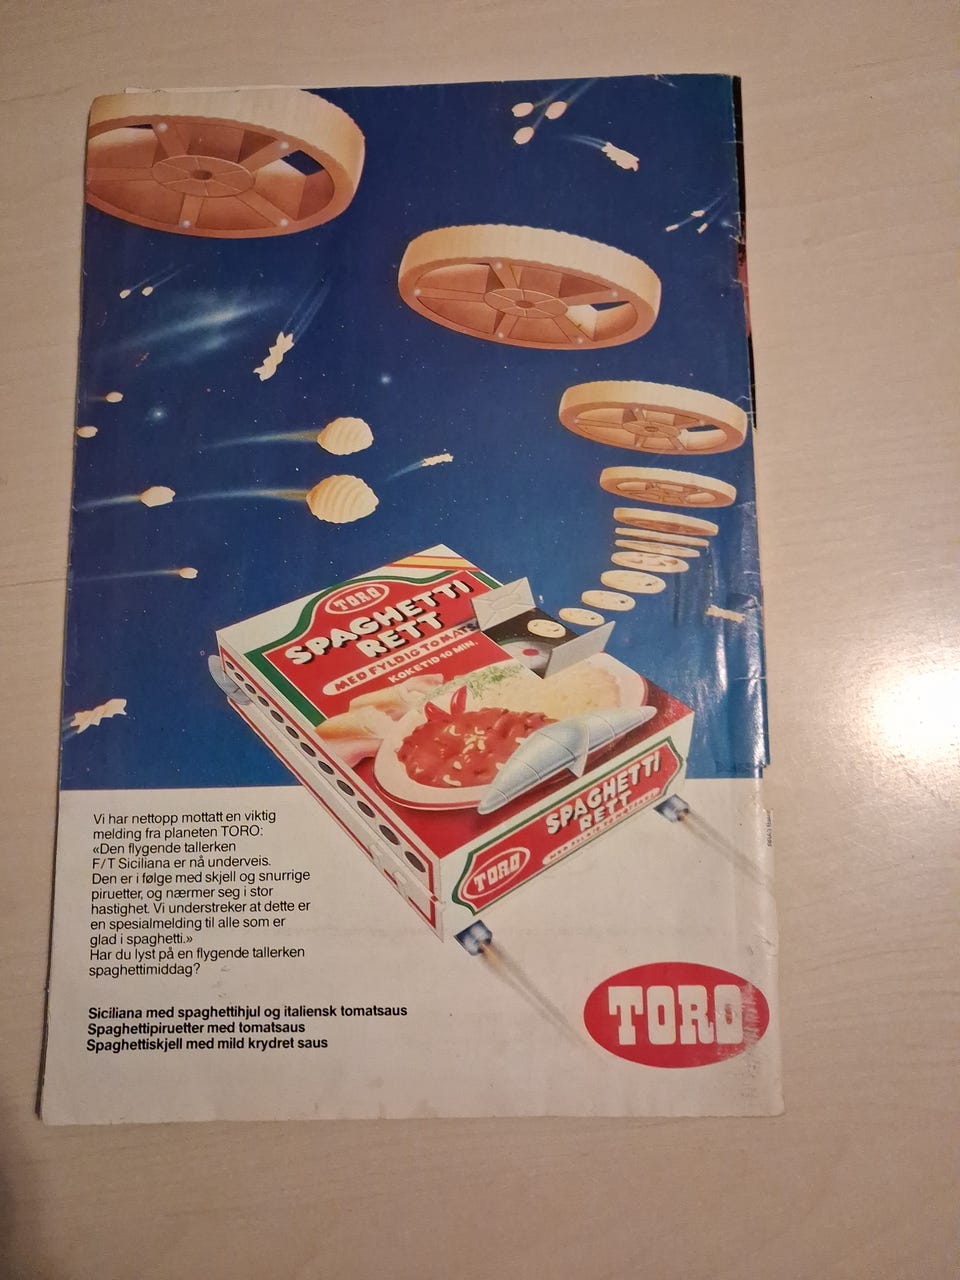 TORO
SPAGHETTI
RETT
MED FYLDIG TOMATS
KOKETID 10 MIN.
SPAGHETTI
RETT
TORO
Vi har nettopp mottatt en viktig
melding fra planeten TORO:
«Den flygende tallerken
F/T Siciliana er nå underveis.
Den er i følge med skjell og snurrige
piruetter, og nærmer seg i stor
hastighet. Vi understreker at dette er
en spesialmelding til alle som er
glad i spaghetti.»
Har du lyst på en flygende tallerken
spaghettimiddag?
Siciliana med spaghettihjul og italiensk tomatsaus
Spaghettipiruetter med tomatsaus
Spaghettiskjell med mild krydret saus
TORO